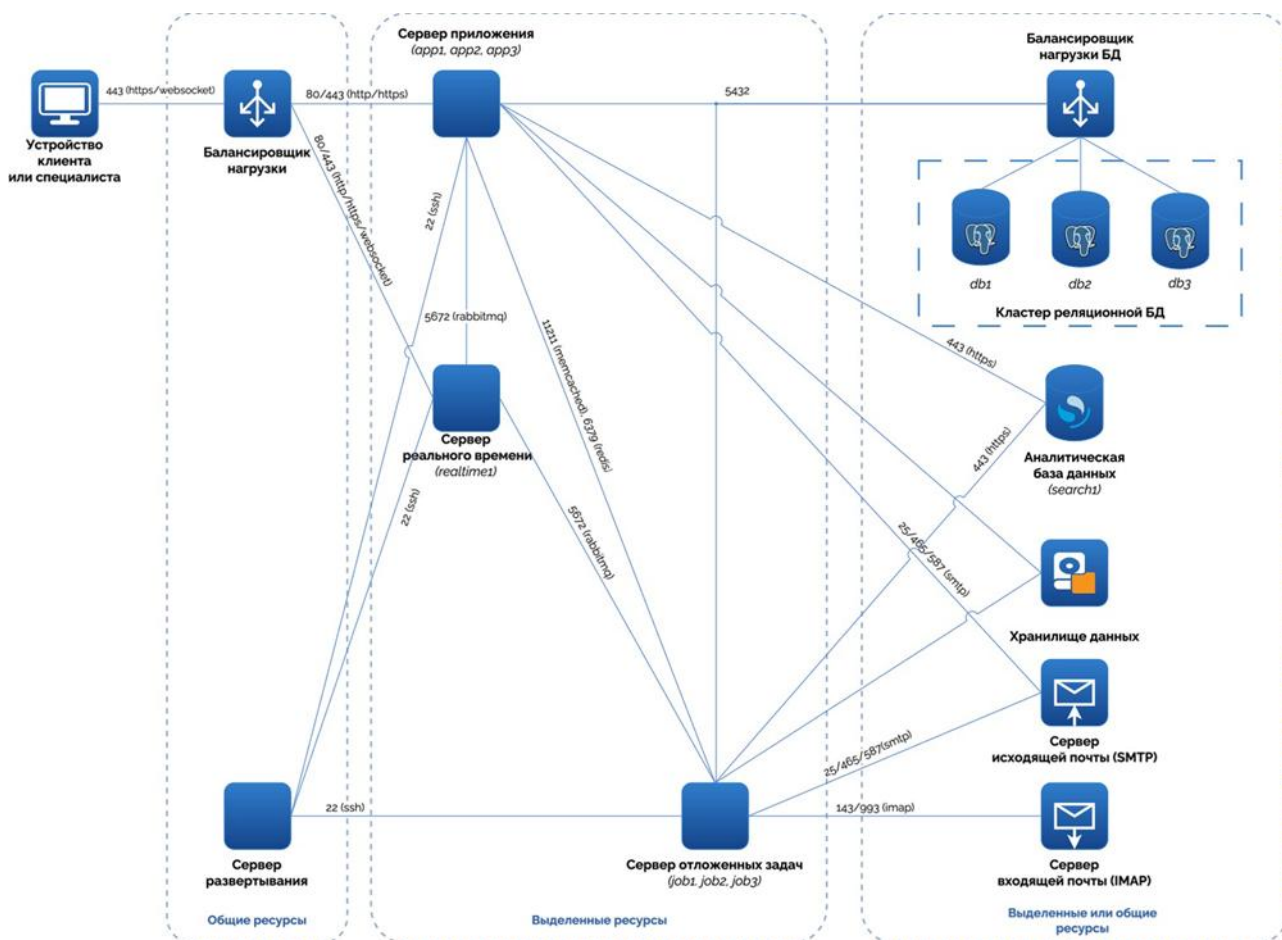 Сервер приложения
(app1, app2, app3)
Балансировщик
нагрузки БД
443 (https/websocket)
80/443 (http/https)
5432
Устройство
клиента
или специалиста
Балансировщик
нагрузки
80/443 (http/https/websocket)
22 (ssh)
db1
db2
db3
Кластер реляционной БД
5672 (rabbitmq)
11211 (memcached), 6379 (redis)
443 (https)
Сервер
реального времени
(realtime1)
443 (https)
Аналитическая
база данных
(search1)
22 (ssh)
5672 (rabbitmq)
25/465/587 (smtp)
Хранилище данных
25/465/587(smtp)
Сервер
исходящей почты (SMTP)
22 (ssh)
143/993 (imap)
Сервер
развертывания
Сервер отложенных задач
(job1, job2, job3)
Сервер
входящей почты (IMAP)
Общие ресурсы
Выделенные ресурсы
Выделенные или общие
ресурсы